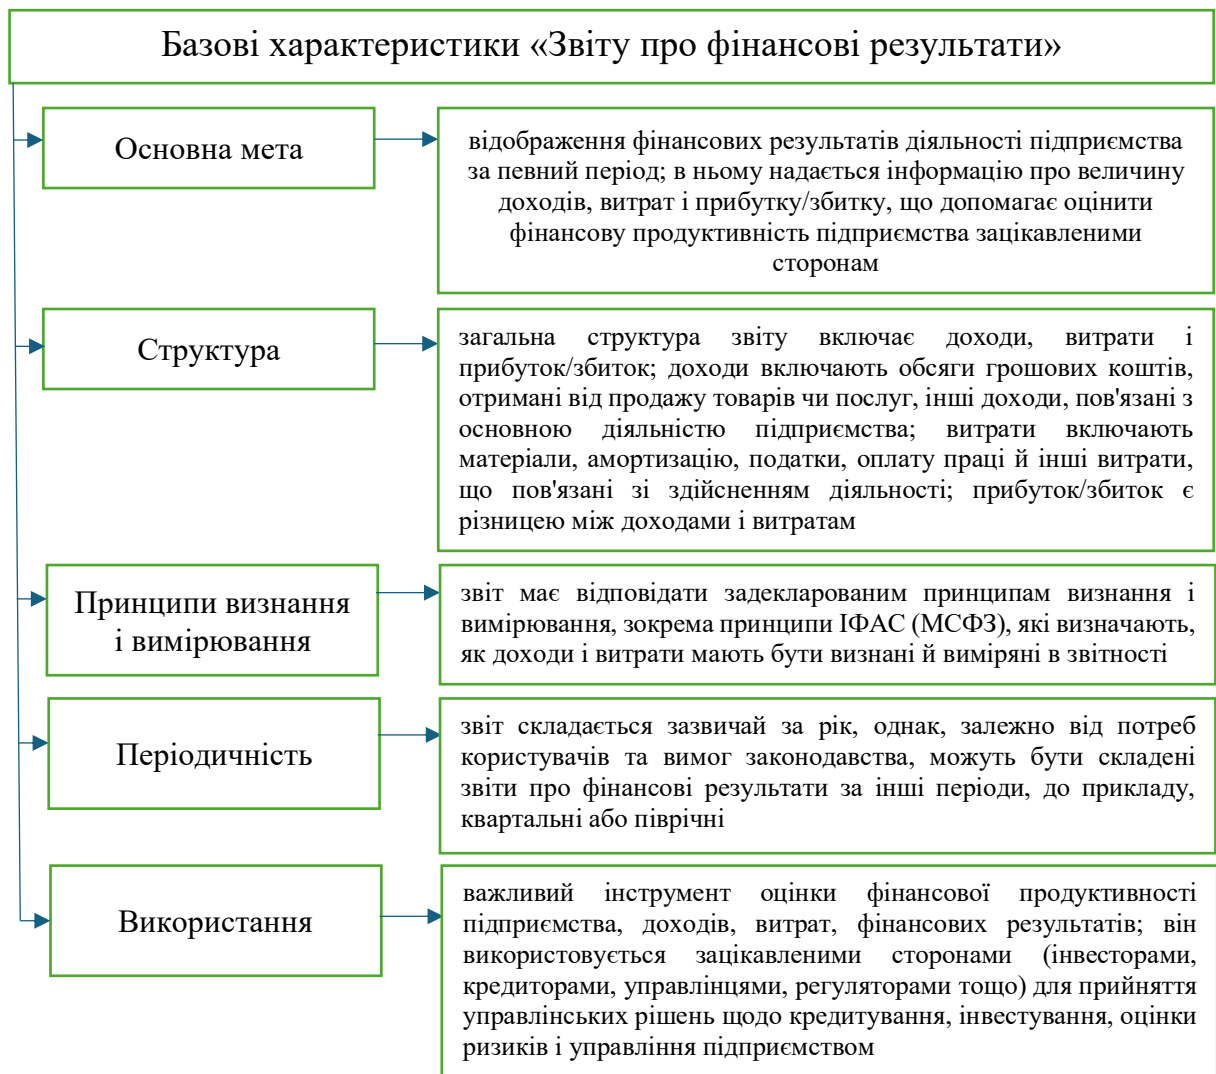 Базові характеристики «Звіту про фінансові результати»
Основна мета
відображення фінансових результатів діяльності підприємства
за певний період; в ньому надається інформацію про величину
доходів, витрат і прибутку/збитку, що допомагає оцінити
фінансову продуктивність підприємства зацікавленими
сторонам
Структура
загальна структура звіту включає доходи, витрати і
прибуток/збиток; доходи включають обсяги грошових коштів,
отримані від продажу товарів чи послуг, інші доходи, пов'язані з
основною діяльністю підприємства; витрати включають
матеріали, амортизацію, податки, оплату праці й інші витрати,
що пов'язані зі здійсненням діяльності; прибуток/збиток є
різницею між доходами і витратам
Принципи визнання
і вимірювання
звіт має відповідати задекларованим принципам визнання і
вимірювання, зокрема принципи ІФАС (МСФЗ), які визначають,
як доходи і витрати мають бути визнані й виміряні в звітності
Періодичність
звіт складається зазвичай за рік, однак, залежно від потреб
користувачів та вимог законодавства, можуть бути складені
звіти про фінансові результати за інші періоди, до прикладу,
квартальні або піврічні
Використання
важливий інструмент оцінки фінансової продуктивності
підприємства, доходів, витрат, фінансових результатів; він
використовується зацікавленими сторонами (інвесторами,
кредиторами, управлінцями, регуляторами тощо) для прийняття
управлінських рішень щодо кредитування, інвестування, оцінки
ризиків і управління підприємством